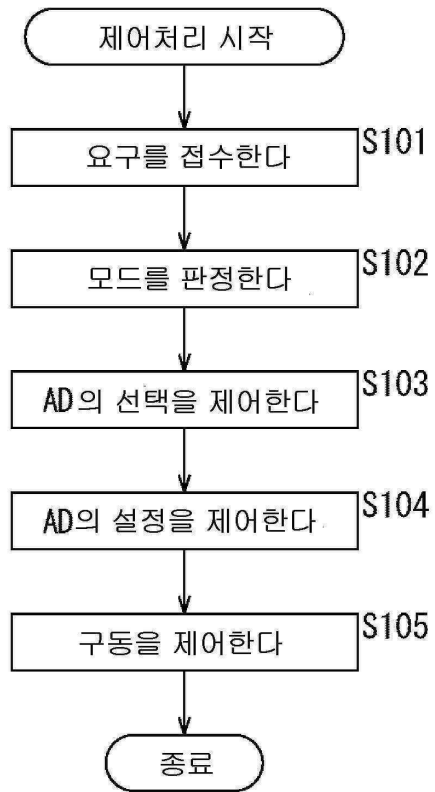 제어처리 시작
요구를 접수한다 S101
모드를 판정한다 S102
AD의 선택을 제어한다 S103
AD의 설정을 제어한다 S104
구동을 제어한다 S105
종료